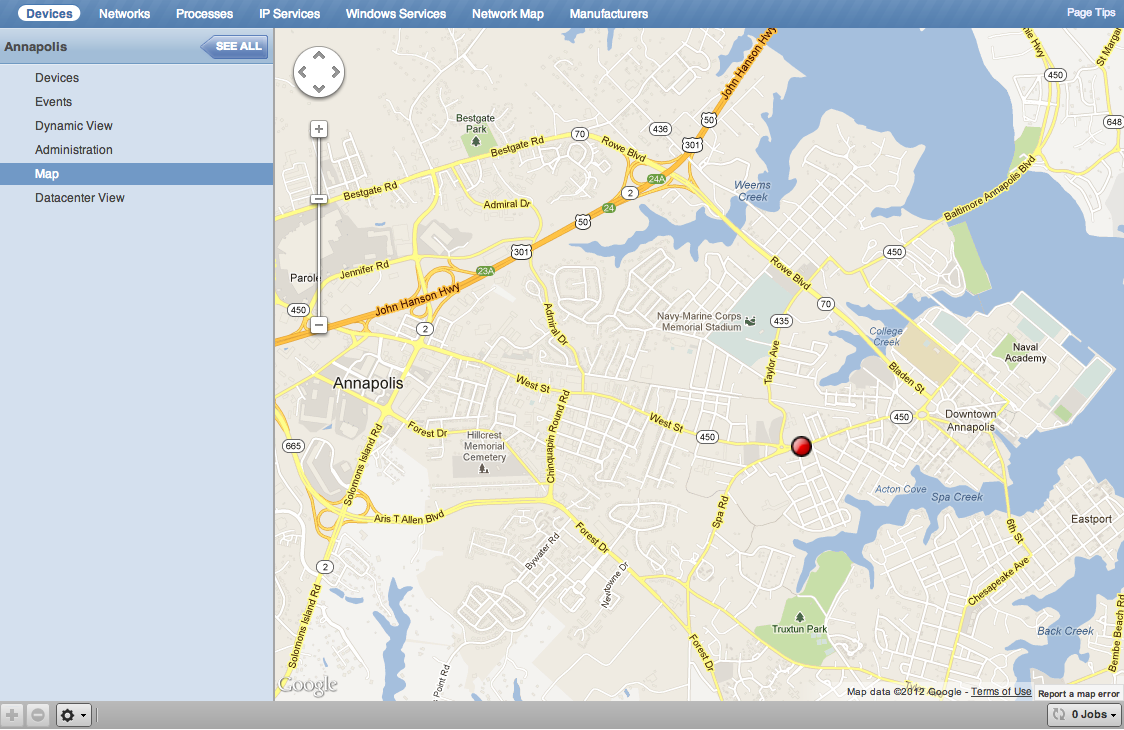 Devices Networks Processes IP Services Windows Services Network Map Manufacturers Page Tips
Annapolis SEE ALL
Devices
Events
Dynamic View
Administration
Map
Datacenter View
John Hanson Hwy
50
301
436
70
Bestgate
Park
Bestgate Rd
Rowe Blvd
24A
2
24
Bestgate Rd
Admiral Dr
50
301
23A
Jennifer Rd
Parole
450
John Hanson Hwy
2
Admiral Dr
Weems
Creek
450
St Margar
648
Baltimore Annapolis Blvd
450
Rowe Blvd
70
Navy-Marine Corps
Memorial Stadium
435
Taylor Ave
College
Creek
Naval
Academy
Bladen St
Annapolis
West St
West St
450
450
Downtown
Annapolis
Forest Dr
Hillcrest
Memorial
Cemetery
Chinquapin Round Rd
665
Solomons Island Rd
Aris T Allen Blvd
Spa Rd
Acton Cove
Spa Creek
Eastport
6th St
Chesapeake Ave
Bywater Rd
Forest Dr
Newtowne Dr
2
Solomons Island Rd
Truxtun Park
Back Creek
Bembe Beach Rd
Forest Dr
Point Rd
Google
Map data ©2012 Google - Terms of Use Report a map error
0 Jobs